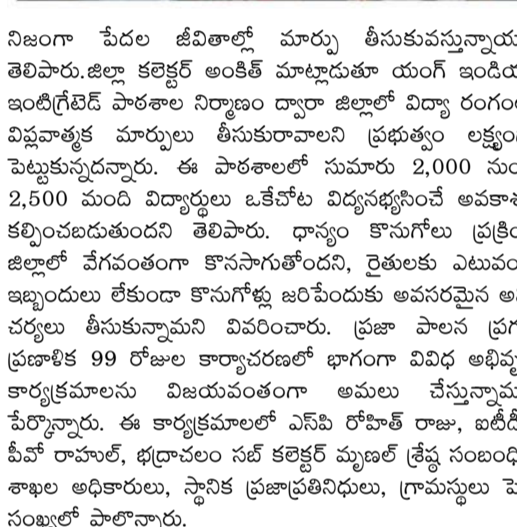 నిజంగా పేదల జీవితాల్లో మార్పు తీసుకువస్తున్నాయ
తెలిపారు.జిల్లా కలెక్టర్ అంకిత్ మాట్లాడుతూ యంగ్ ఇండియ
ఇంటిగ్రేటెడ్ పాఠశాల నిర్మాణం ద్వారా జిల్లాలో విద్యా రంగం
విప్లవాత్మక మార్పులు తీసుకురావాలని ప్రభుత్వం లక్ష్యం
పెట్టుకున్నదన్నారు. ఈ పాఠశాలలో సుమారు 2,000 నుం
2,500 మంది విద్యార్థులు ఒకేచోట విద్యనభ్యసించే అవకాశ
కల్పించబడుతుందని తెలిపారు. ధాన్యం కొనుగోలు ప్రక్రి
జిల్లాలో వేగవంతంగా కొనసాగుతోందని, రైతులకు ఎటువం
ఇబ్బందులు లేకుండా కొనుగోళ్లు జరిపేందుకు అవసరమైన అ
చర్యలు తీసుకున్నామని వివరించారు. ప్రజా పాలన ప్రగ
ప్రణాళిక 99 రోజుల కార్యాచరణలో భాగంగా వివిధ అభివృ
కార్యక్రమాలను విజయవంతంగా అమలు చేస్తున్నామ
పేర్కొన్నారు. ఈ కార్యక్రమాలలో ఎస్‌పి రోహిత్ రాజు, ఐటీడీ
పీవో రాహుల్, భద్రాచలం సబ్ కలెక్టర్ మృణల్ శ్రేష్ఠ సంబంధి
శాఖల అధికారులు, స్థానిక ప్రజాప్రతినిధులు, గ్రామస్థులు పె
సంఖ్యలో పాల్గొన్నారు.